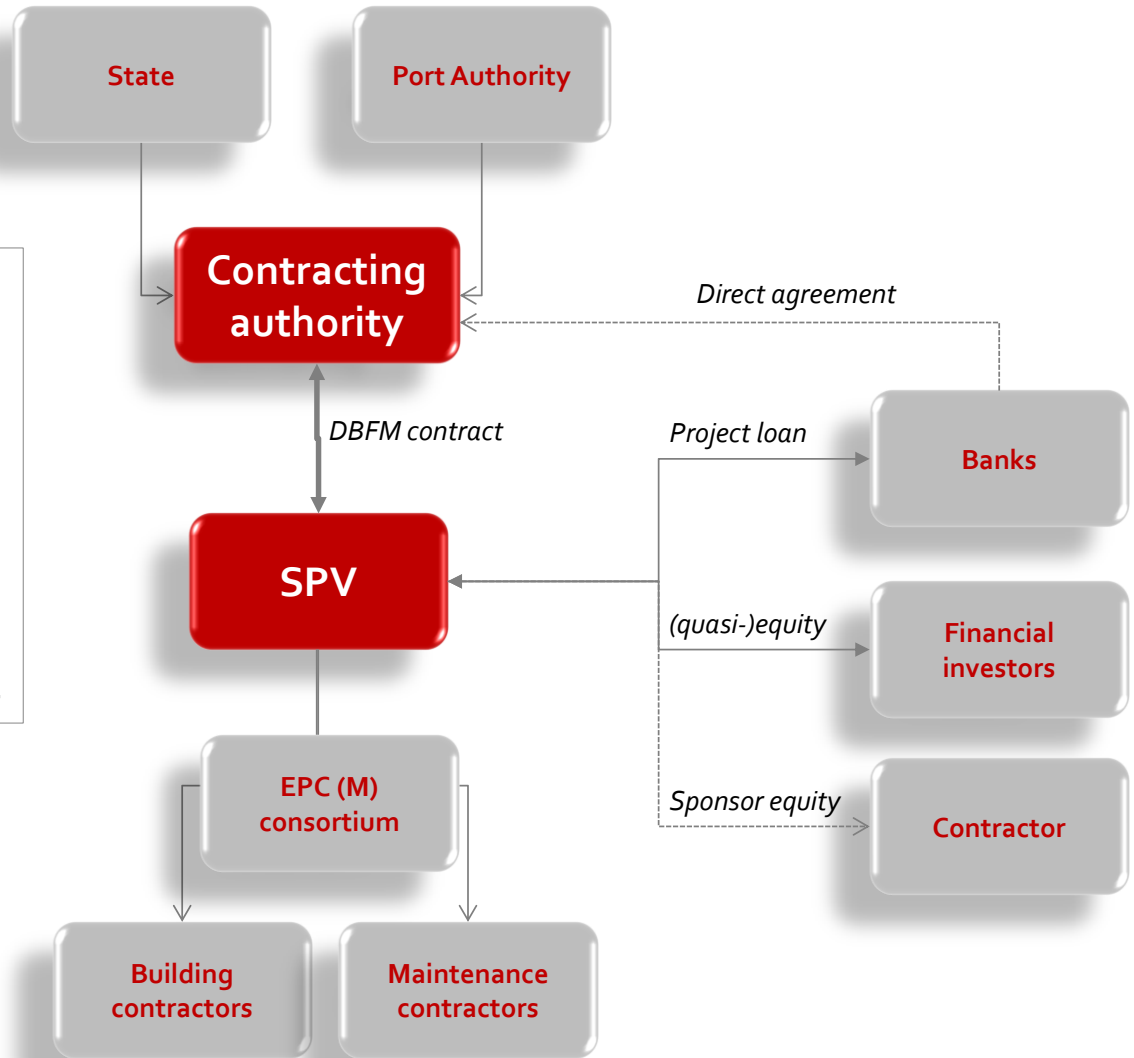 State
Port Authority
Contracting
authority
Direct agreement
DBFM contract
Project loan
Banks
SPV
(quasi-)equity
Financial
investors
EPC (M)
consortium
Sponsor equity
Contractor
Building
contractors
Maintenance
contractors